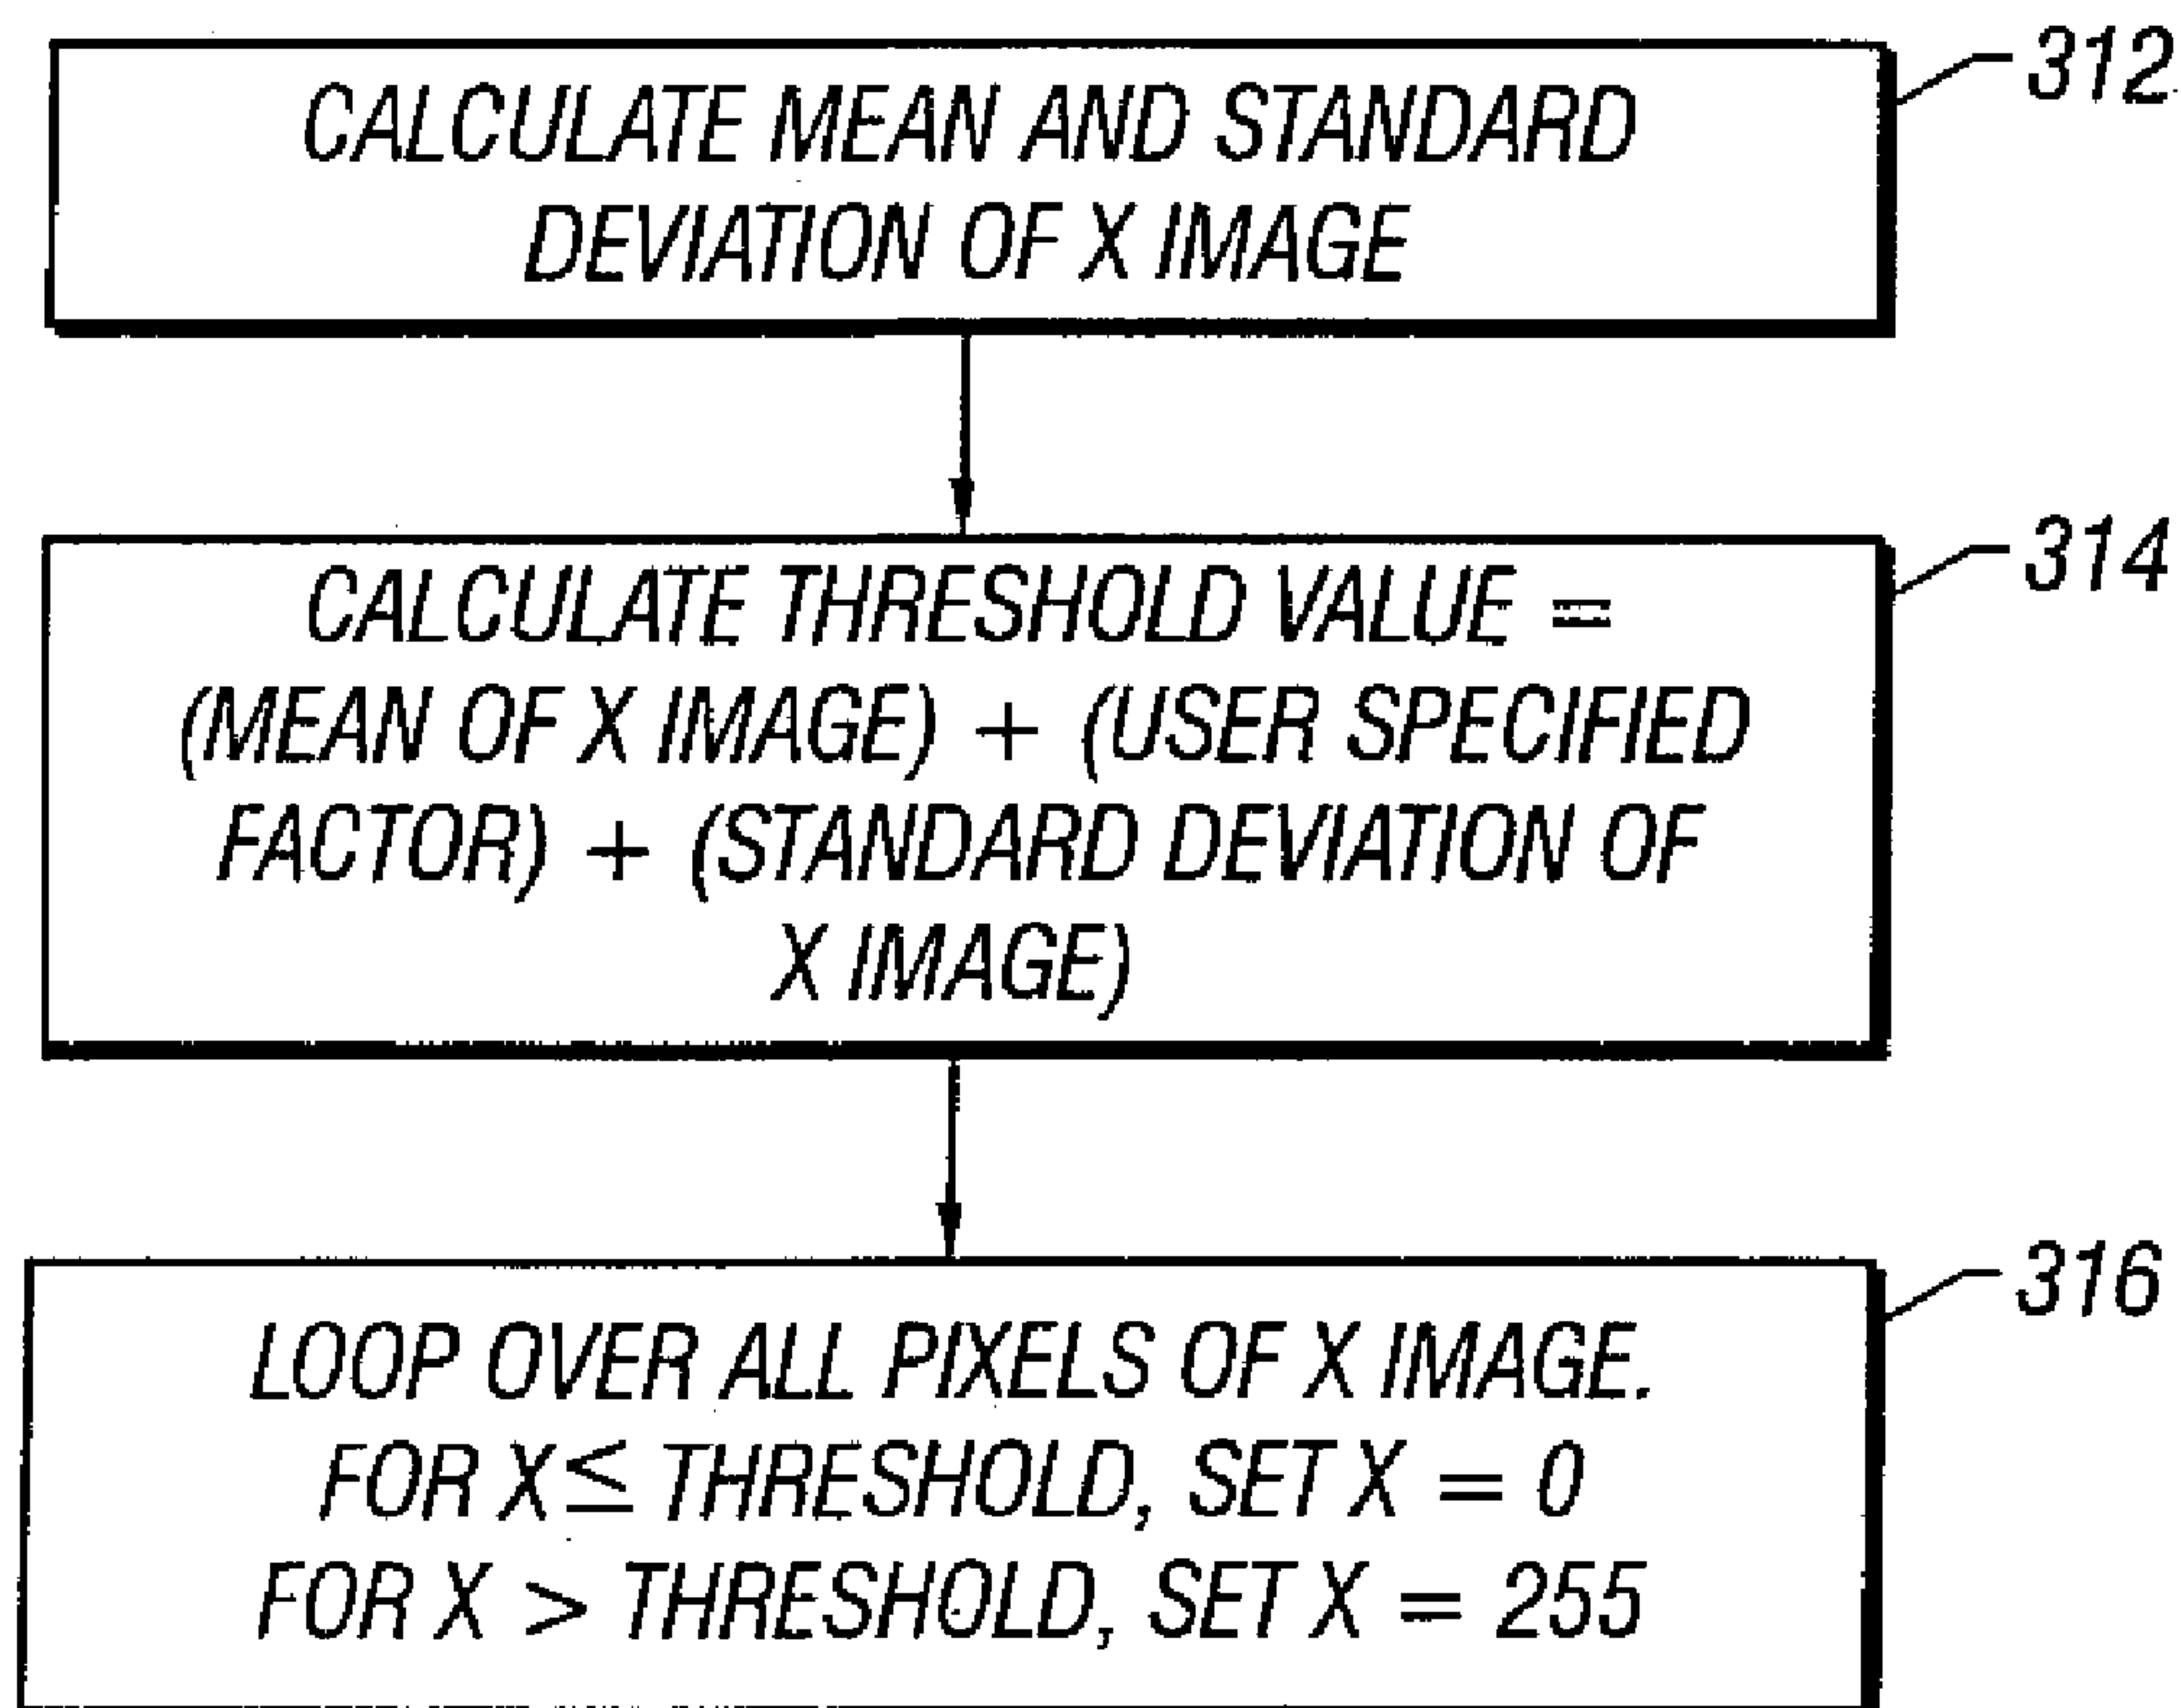 CALCULATE MEAN AND STANDARD
DEVIATION OF X IMAGE
312
CALCULATE THRESHOLD VALUE =
(MEAN OF X IMAGE) + (USER SPECIFIED
FACTOR) + (STANDARD DEVIATION OF
X IMAGE)
314
LOOP OVER ALL PIXELS OF X IMAGE.
FOR X ≤ THRESHOLD, SET X = 0
FOR X > THRESHOLD, SET X = 255
316